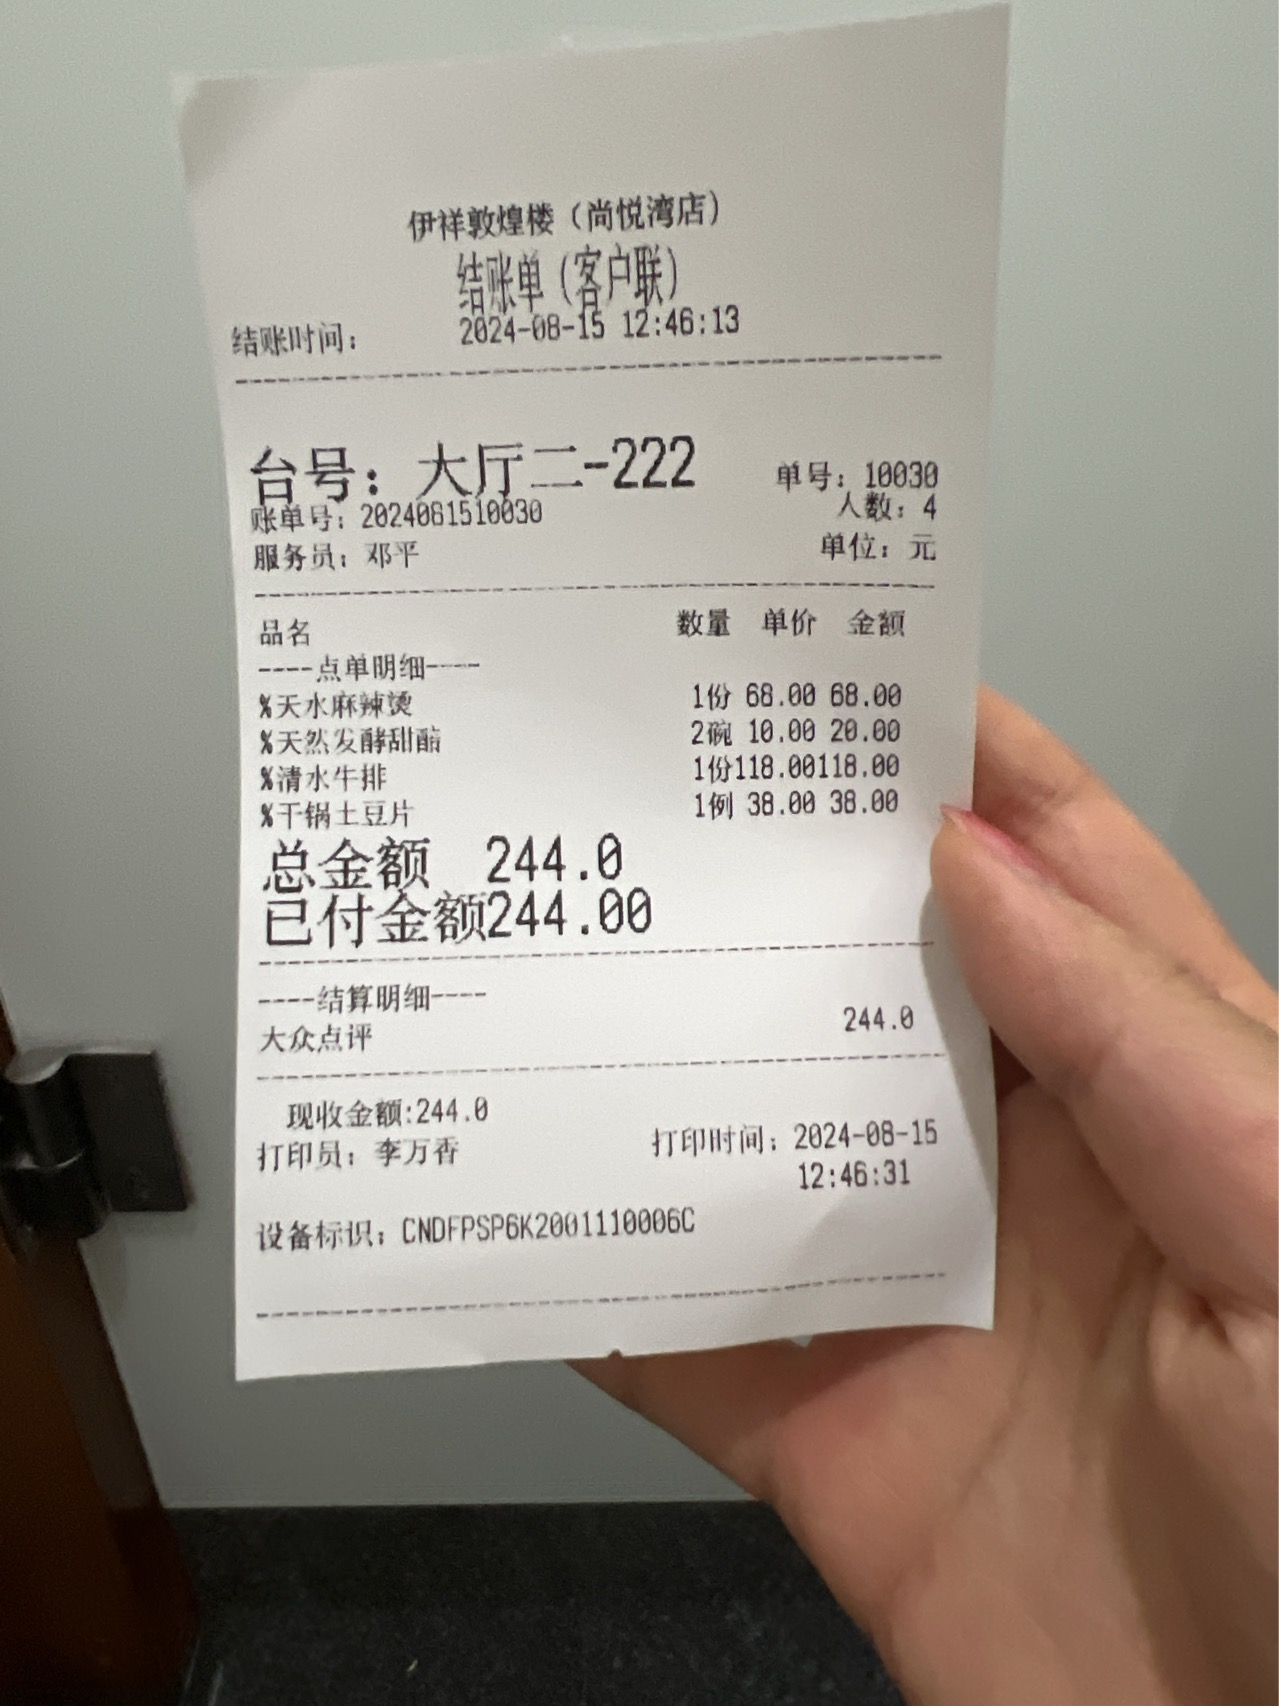 伊祥敦煌楼（尚悦湾店）
结账单（客户联）
结账时间： 2024-08-15 12:46:13
台号：大厅二-222 单号：10030
账单号：2024081510030 人数：4
服务员：邓平 单位：元
品名 数量 单价 金额
----点单明细----
%天水麻辣烫 1份 68.00 68.00
%天然发酵甜醅 2碗 10.00 20.00
%清水牛排 1份118.00118.00
%干锅土豆片 1例 38.00 38.00
总金额 244.0
已付金额244.00
----结算明细----
大众点评 244.0
现收金额:244.0
打印员：李万香 打印时间：2024-08-15
12:46:31
设备标识：CNDFPSP6K2001110006C